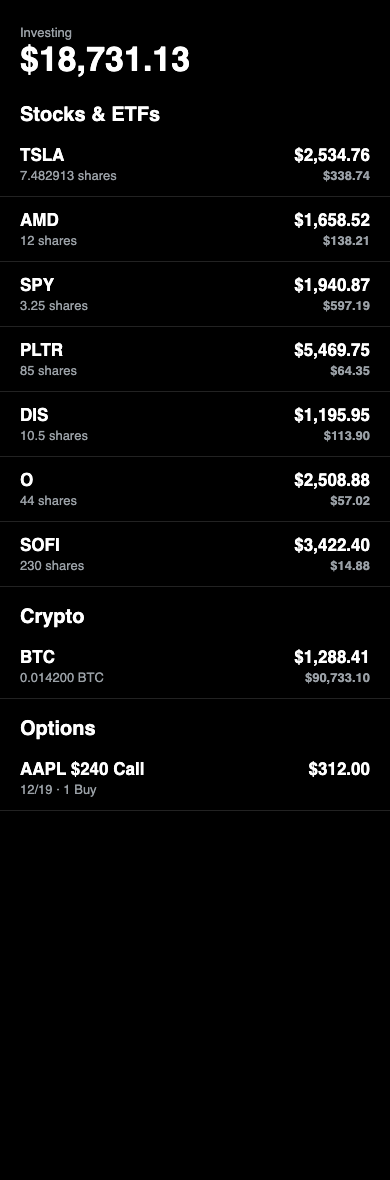 Investing
$18,731.13
Stocks & ETFs
TSLA $2,534.76
7.482913 shares $338.74
AMD $1,658.52
12 shares $138.21
SPY $1,940.87
3.25 shares $597.19
PLTR $5,469.75
85 shares $64.35
DIS $1,195.95
10.5 shares $113.90
O $2,508.88
44 shares $57.02
SOFI $3,422.40
230 shares $14.88
Crypto
BTC $1,288.41
0.014200 BTC $90,733.10
Options
AAPL $240 Call $312.00
12/19 · 1 Buy